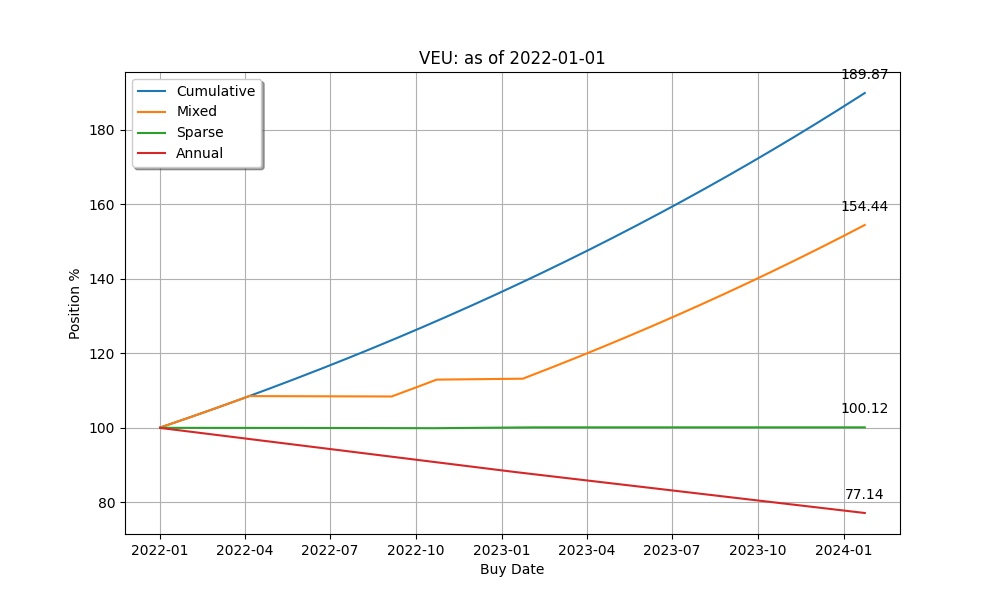 VEU: as of 2022-01-01
Cumulative
Mixed
Sparse
Annual
189.87
154.44
100.12
77.14
Position %
180
160
140
120
100
80
2022-01 2022-04 2022-07 2022-10 2023-01 2023-04 2023-07 2023-10 2024-01
Buy Date